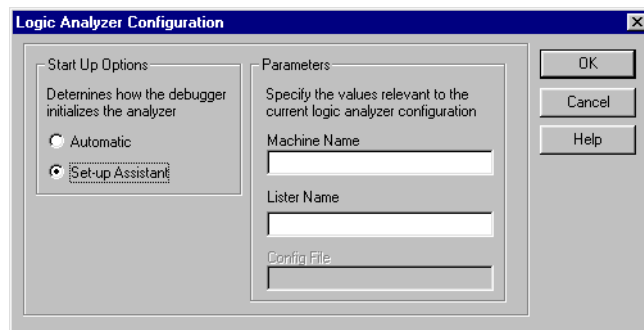 Logic Analyzer Configuration
Start Up Options
Deternines how the debugger
initializes the analyzer
Automatic
Set-up Assistant
Parameters
Specify the values relevant to the
current logic analyzer configuration
Machine Name
Lister Name
Config File
OK
Cancel
Help